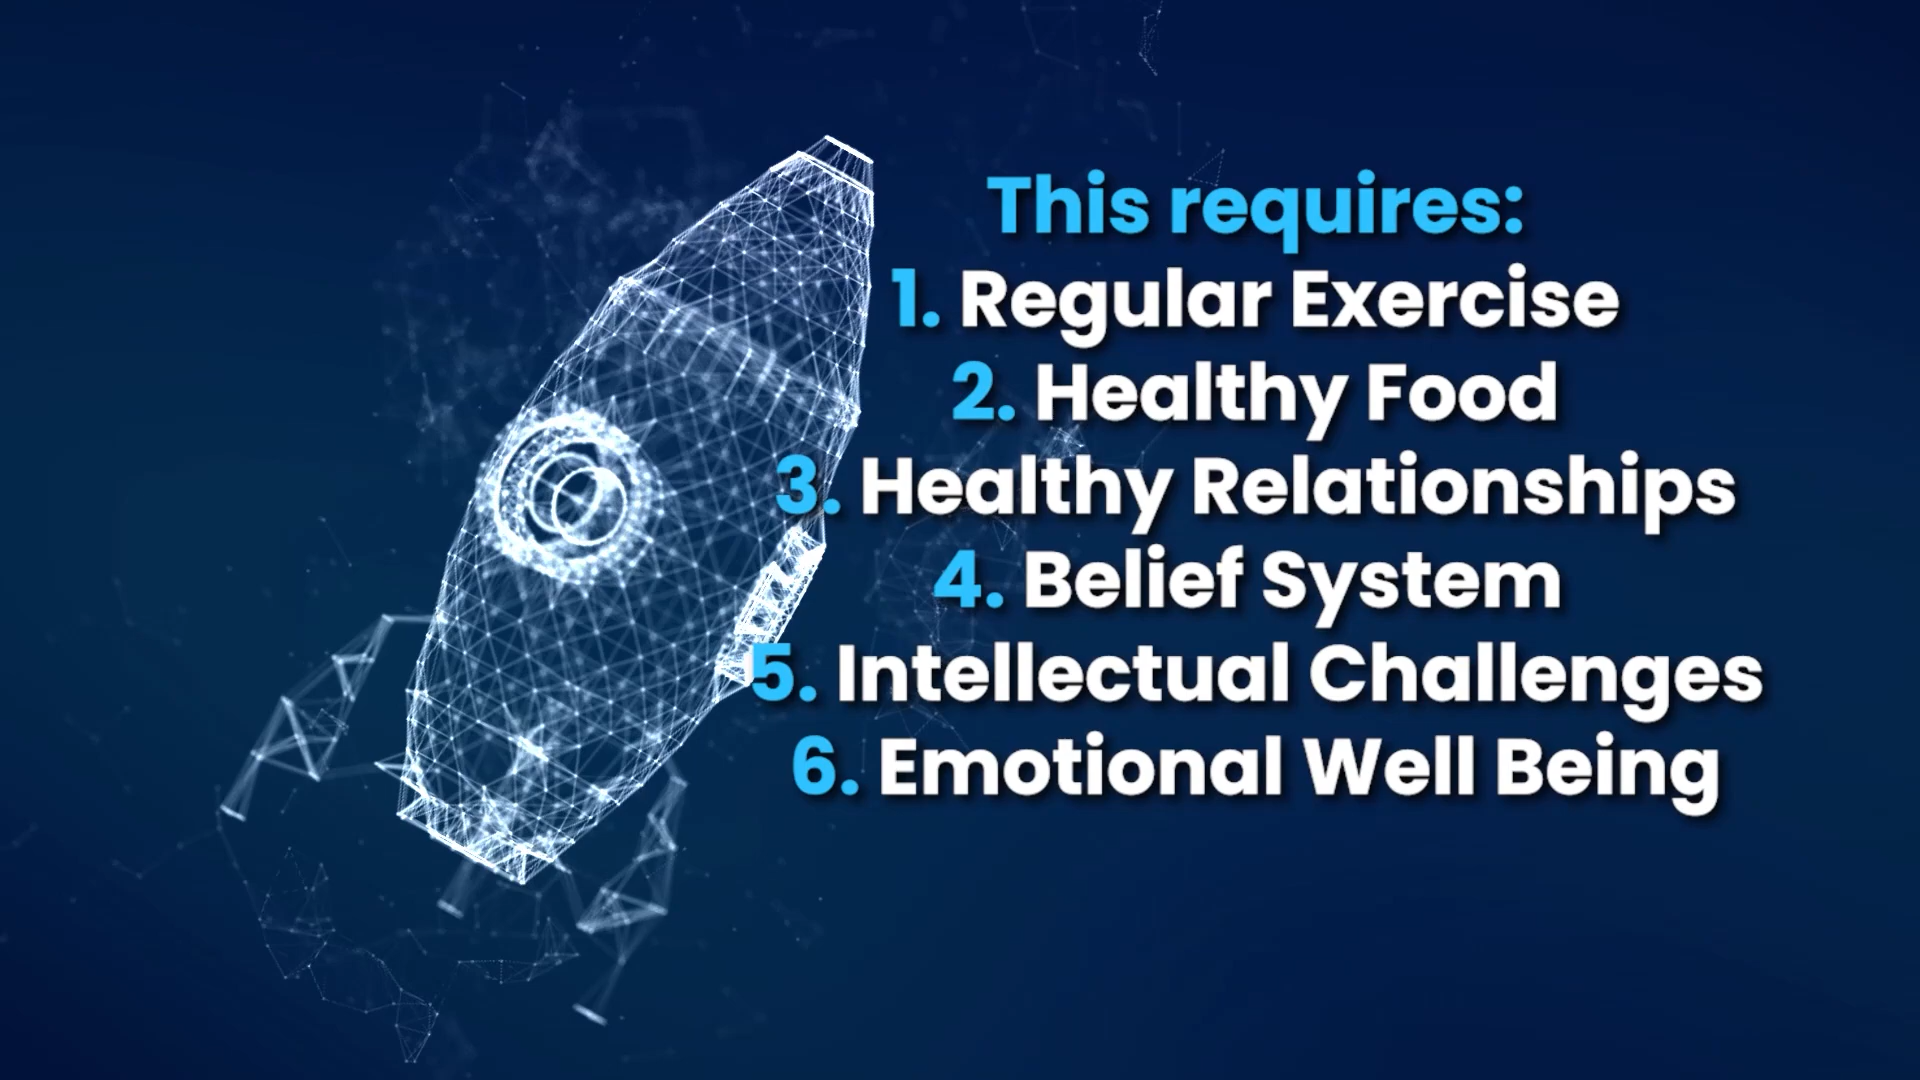 This requires:
1. Regular Exercise
2. Healthy Food
3. Healthy Relationships
4. Belief System
5. Intellectual Challenges
6. Emotional Well Being